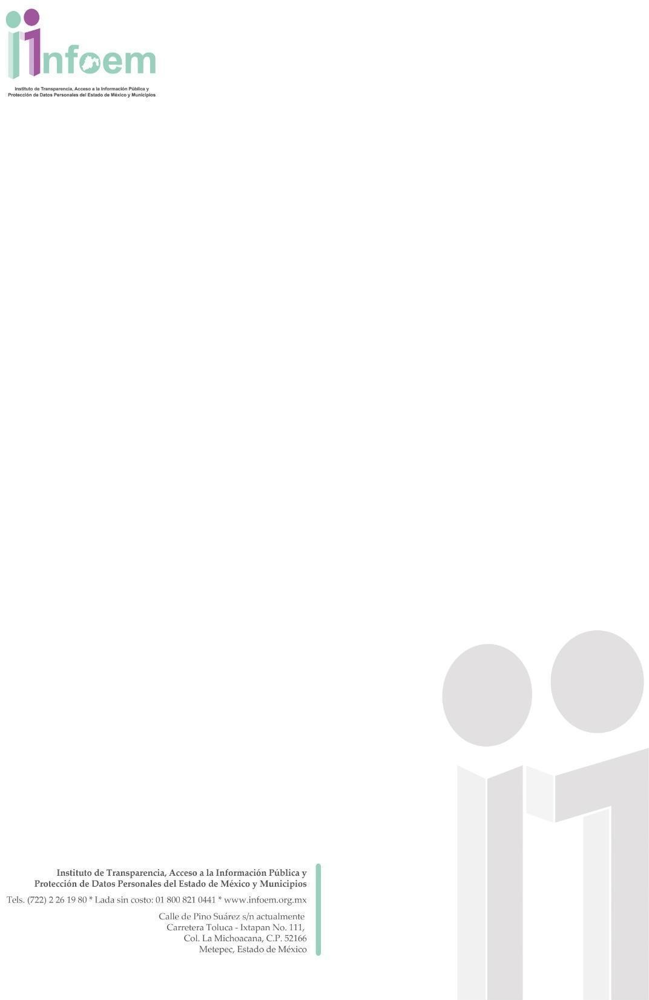 infoem
Instituto de Transparencia, Acceso a la Información Pública y
Protección de Datos Personales del Estado de México y Municipios
Instituto de Transparencia, Acceso a la Información Pública y
Protección de Datos Personales del Estado de México y Municipios
Tels. (722) 2 26 19 80 * Lada sin costo: 01 800 821 0441 * www.infoem.org.mx
Calle de Pino Suárez s/n actualmente
Carretera Toluca - Ixtapan No. 111,
Col. La Michoacana, C.P. 52166
Metepec, Estado de México